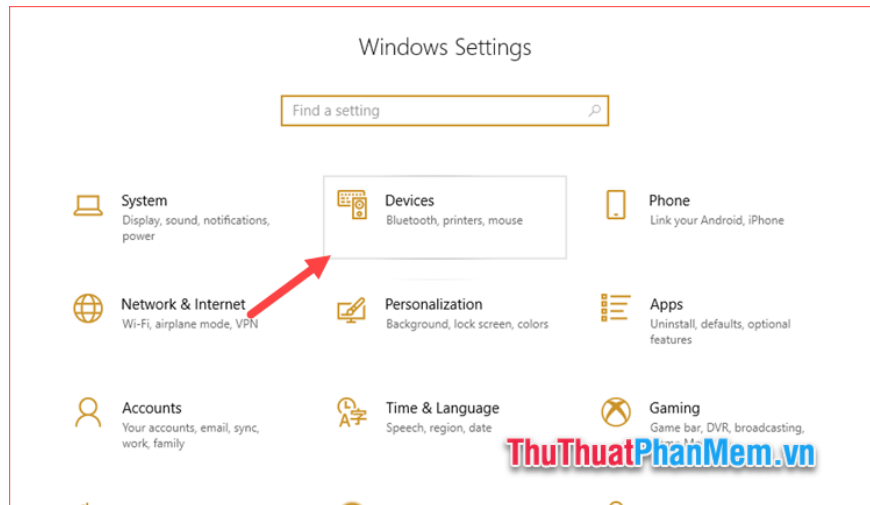 Windows Settings
Find a setting
System
Display, sound, notifications,
power
Devices
Bluetooth, printers, mouse
Phone
Link your Android, iPhone
Network & Internet
Wi-Fi, airplane mode, VPN
Personalization
Background, lock screen, colors
Apps
Uninstall, defaults, optional
features
Accounts
Your accounts, email, sync,
work, family
Time & Language
Speech, region, date
Gaming
Game bar, DVR, broadcasting,
ThuThuatPhanMem.vn